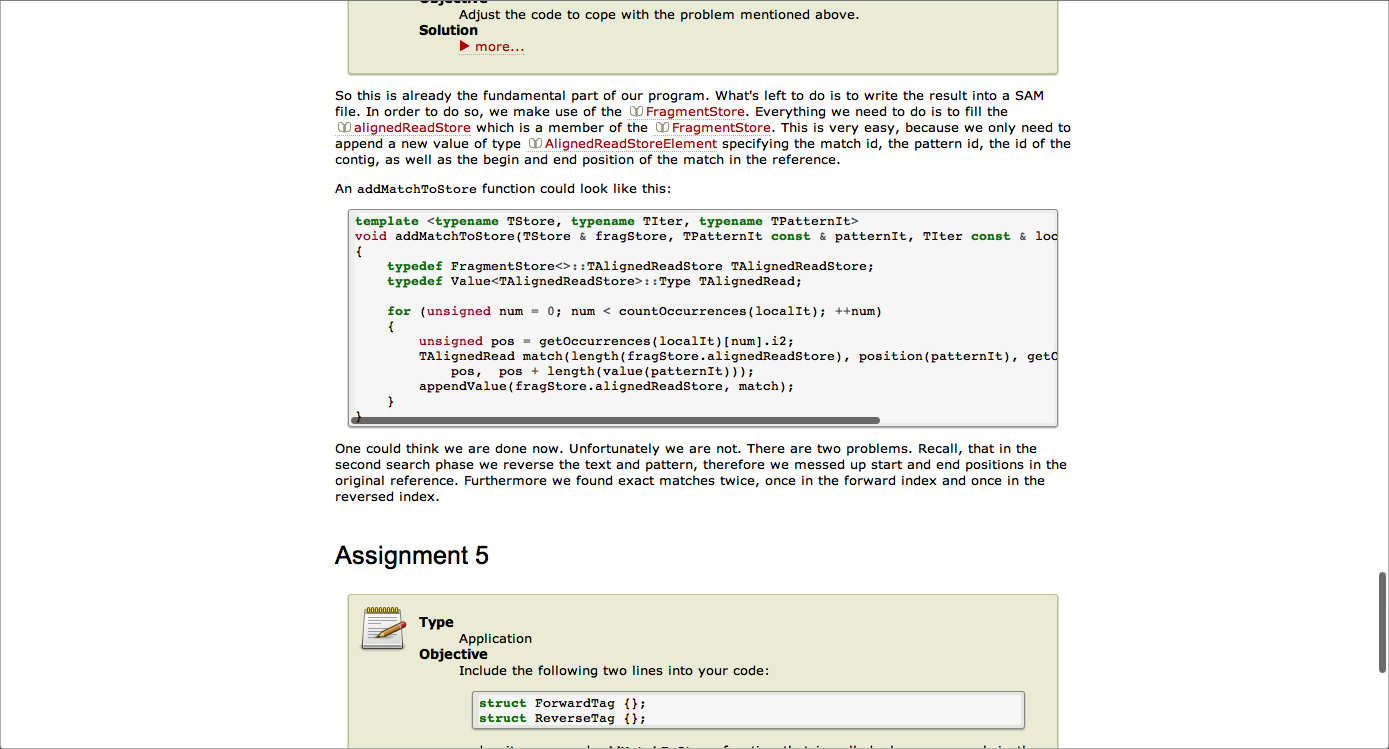 Objective
Adjust the code to cope with the problem mentioned above.
Solution
more...
So this is already the fundamental part of our program. What's left to do is to write the result into a SAM
file. In order to do so, we make use of the FragmentStore. Everything we need to do is to fill the
alignedReadStore which is a member of the FragmentStore. This is very easy, because we only need to
append a new value of type AlignedReadStoreElement specifying the match id, the pattern id, the id of the
contig, as well as the begin and end position of the match in the reference.
An addMatchToStore function could look like this:
template <typename TStore, typename TIter, typename TPatternIt>
void addMatchToStore(TStore & fragStore, TPatternIt const & patternIt, TIter const & loc
{
    typedef FragmentStore<>::TAlignedReadStore TAlignedReadStore;
    typedef Value<TAlignedReadStore>::Type TAlignedRead;
    for (unsigned num = 0; num < countOccurrences(localIt); ++num)
    {
        unsigned pos = getOccurrences(localIt)[num].i2;
        TAlignedRead match(length(fragStore.alignedReadStore), position(patternIt), getO
            pos,  pos + length(value(patternIt)));
        appendValue(fragStore.alignedReadStore, match);
    }
}
One could think we are done now. Unfortunately we are not. There are two problems. Recall, that in the
second search phase we reverse the text and pattern, therefore we messed up start and end positions in the
original reference. Furthermore we found exact matches twice, once in the forward index and once in the
reversed index.
Assignment 5
Type
Application
Objective
Include the following two lines into your code:
struct ForwardTag {};
struct ReverseTag {};